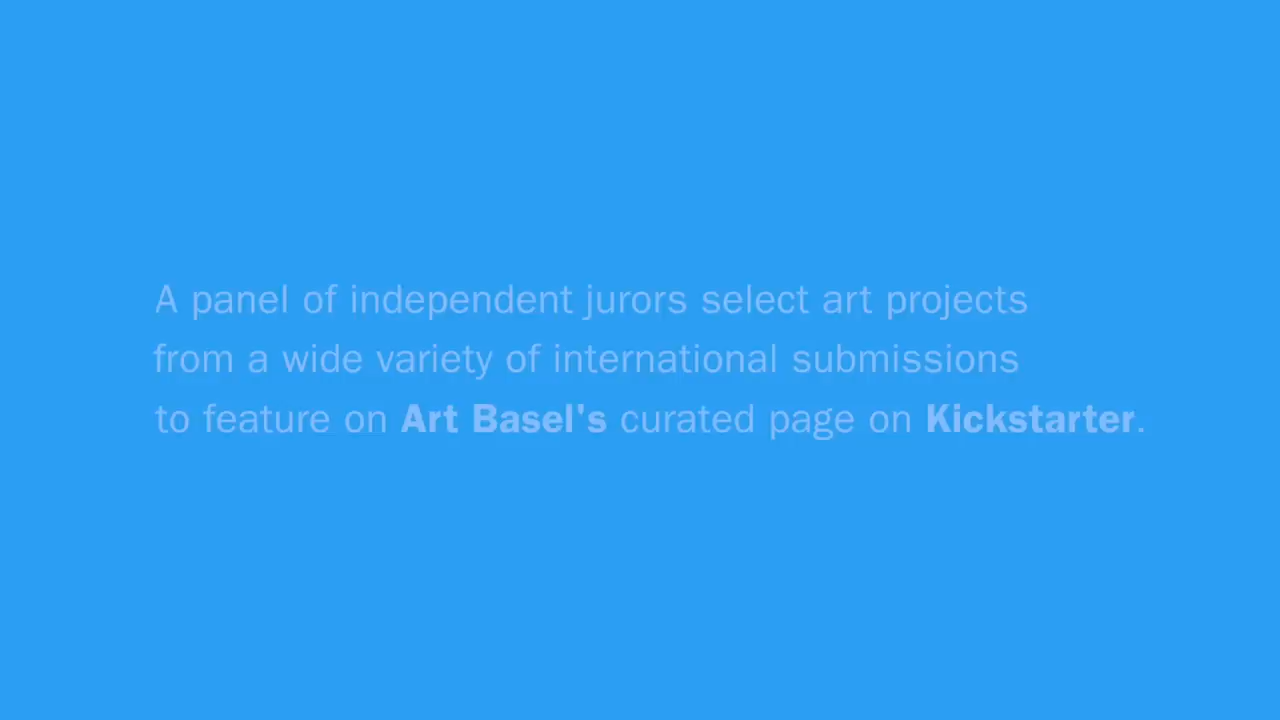 A panel of independent jurors select art projects
from a wide variety of international submissions
to feature on Art Basel's curated page on Kickstarter.